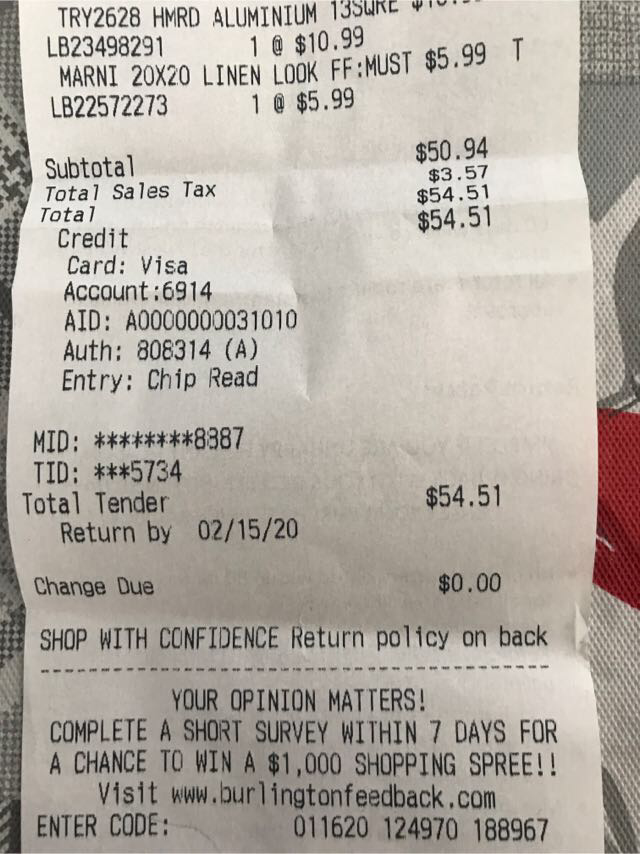 TRY2628 HMRD ALUMINIUM 13SQRE
LB23498291 1 @ $10.99
MARNI 20X20 LINEN LOOK FF:MUST $5.99 T
LB22572273 1 @ $5.99
Subtotal $50.94
Total Sales Tax $3.57
Total $54.51
Credit $54.51
Card: Visa
Account:6914
AID: A0000000031010
Auth: 808314 (A)
Entry: Chip Read
MID: ********8387
TID: ***5734
Total Tender $54.51
Return by 02/15/20
Change Due $0.00
SHOP WITH CONFIDENCE Return policy on back
YOUR OPINION MATTERS!
COMPLETE A SHORT SURVEY WITHIN 7 DAYS FOR
A CHANCE TO WIN A $1,000 SHOPPING SPREE!!
Visit www.burlingtonfeedback.com
ENTER CODE: 011620 124970 188967